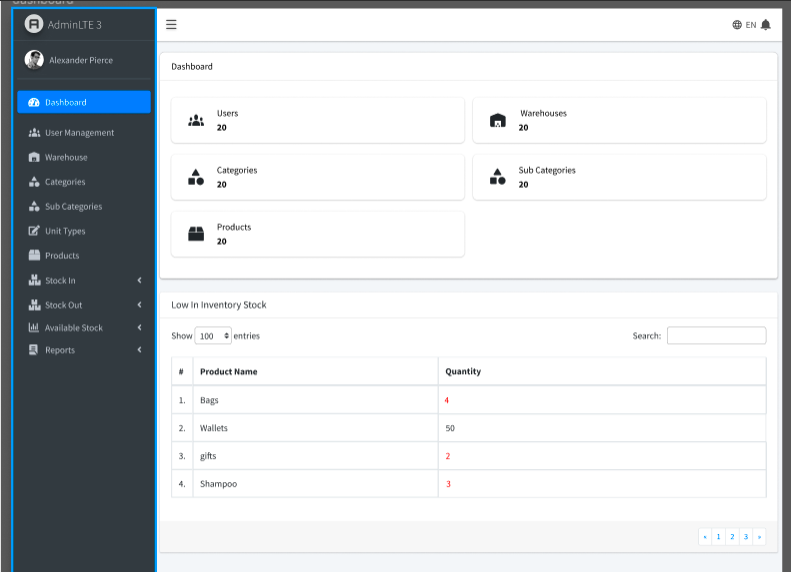 dashboard
AdminLTE 3
EN
Alexander Pierce
Dashboard
User Management
Warehouse
Categories
Sub Categories
Unit Types
Products
Stock In
Stock Out
Available Stock
Reports
Dashboard
Users
20
Warehouses
20
Categories
20
Sub Categories
20
Products
20
Low In Inventory Stock
Show 100 entries
Search:
# Product Name Quantity
1. Bags 4
2. Wallets 50
3. gifts 2
4. Shampoo 3
« 1 2 3 »